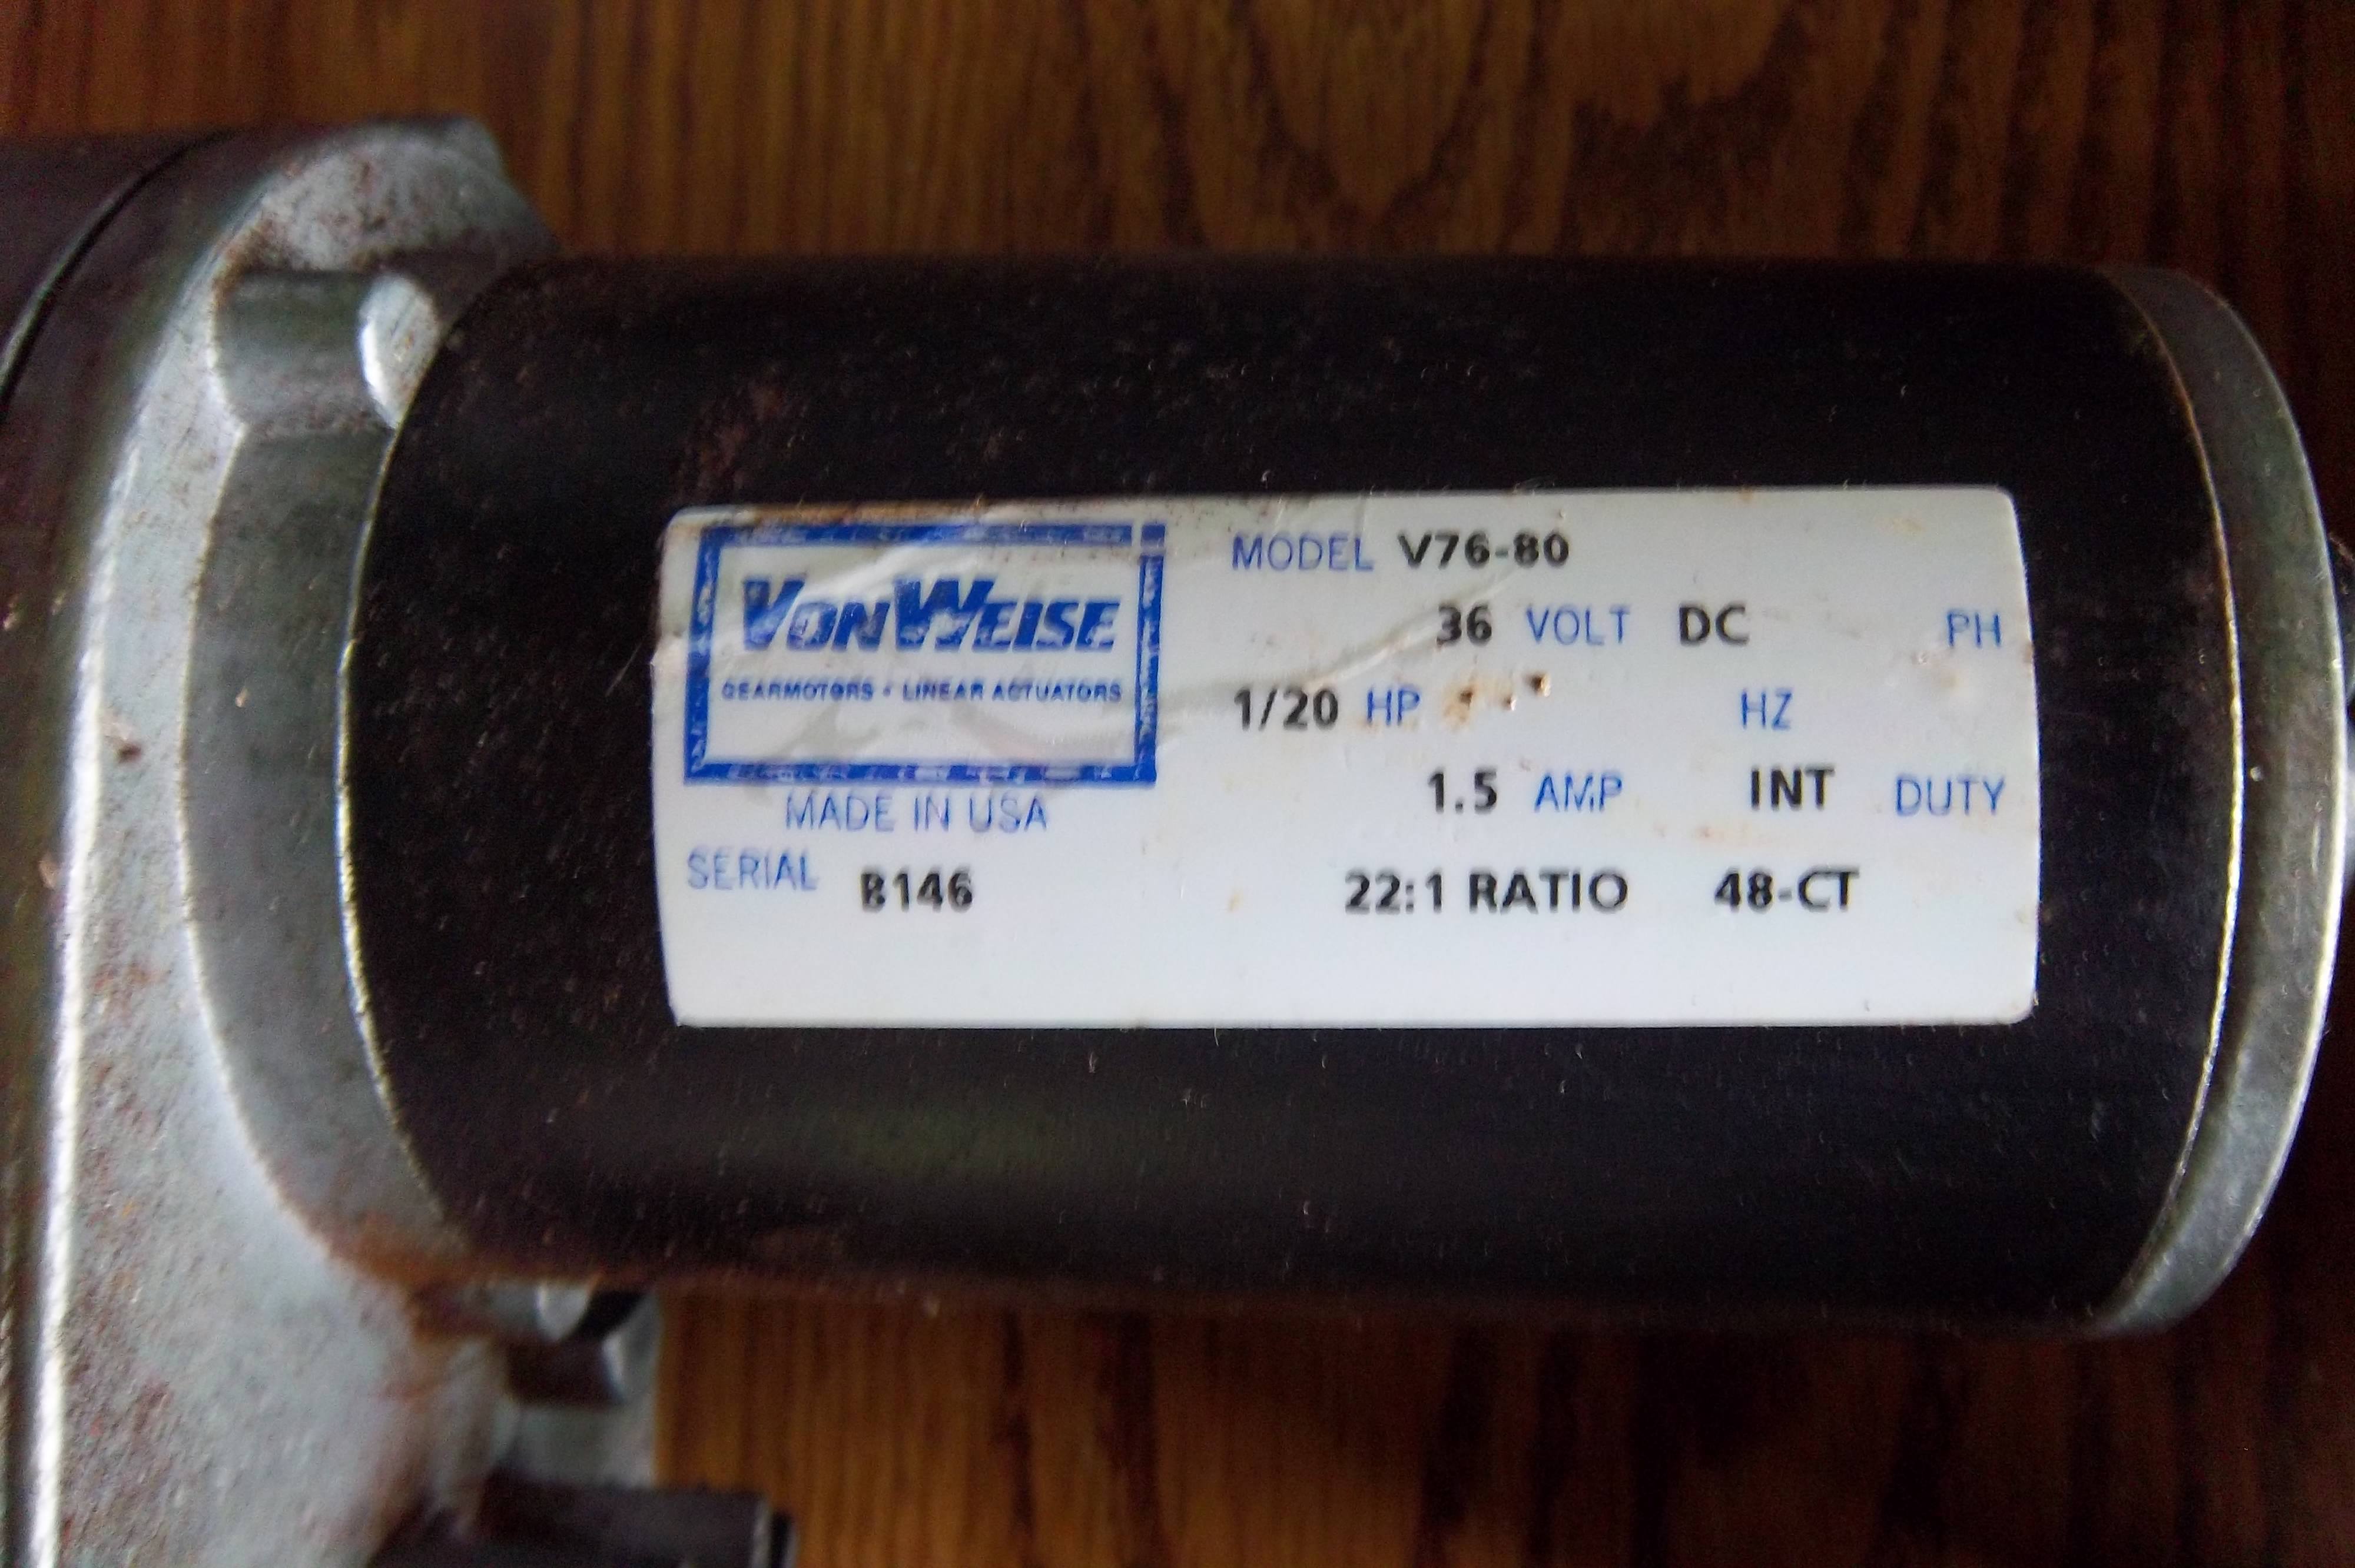 VONWEISE
GEARMOTORS • LINEAR ACTUATORS
MADE IN USA
SERIAL B146
MODEL V76-80
36 VOLT DC PH
1/20 HP HZ
1.5 AMP INT DUTY
22:1 RATIO 48-CT